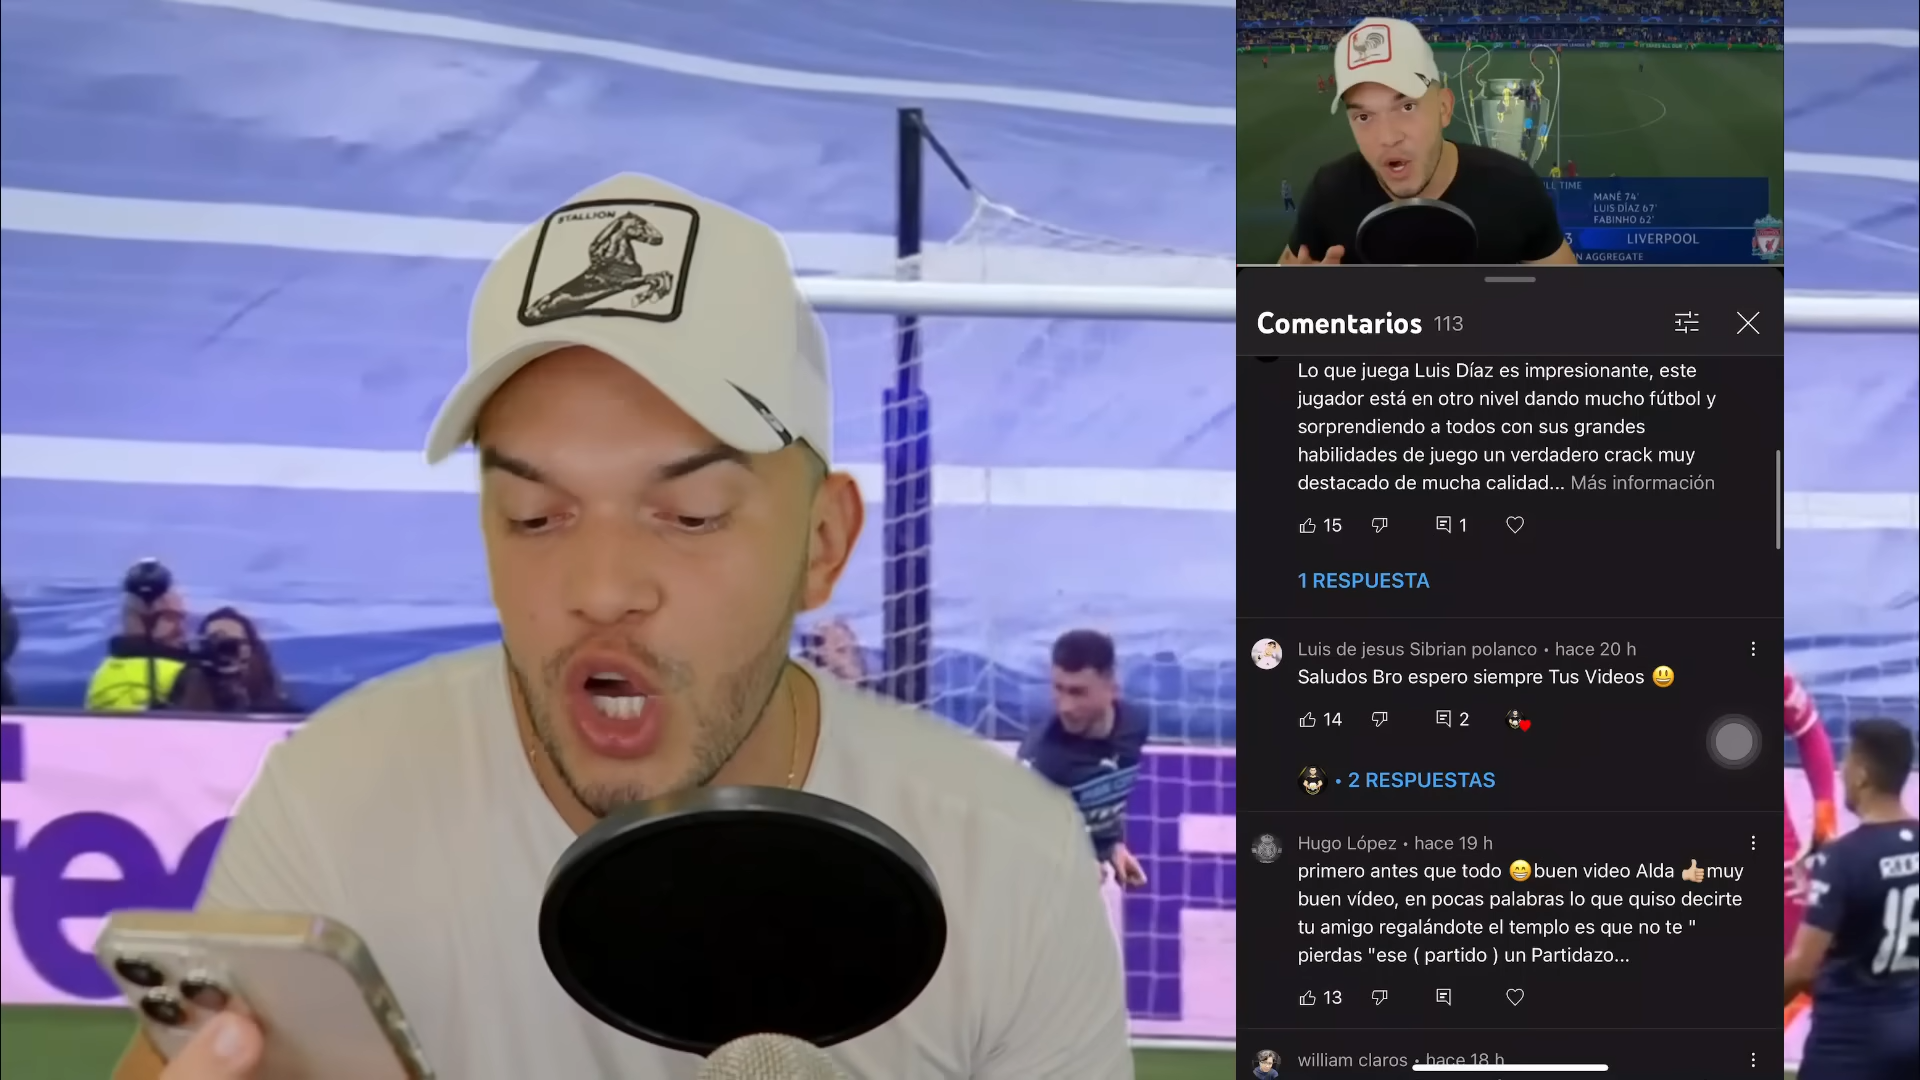 STALLION
LL TIME
MANÉ 74'
LUIS DÍAZ 67'
FABINHO 62'
3 LIVERPOOL
N AGGREGATE
Comentarios 113
Lo que juega Luis Díaz es impresionante, este
jugador está en otro nivel dando mucho fútbol y
sorprendiendo a todos con sus grandes
habilidades de juego un verdadero crack muy
destacado de mucha calidad... Más información
15 1
1 RESPUESTA
Luis de jesus Sibrian polanco • hace 20 h
Saludos Bro espero siempre Tus Videos 😃
14 2
• 2 RESPUESTAS
Hugo López • hace 19 h
primero antes que todo 😁buen video Alda 👍🏼muy
buen vídeo, en pocas palabras lo que quiso decirte
tu amigo regalándote el templo es que no te "
pierdas "ese ( partido ) un Partidazo...
13
william claros • hace 18 h
16